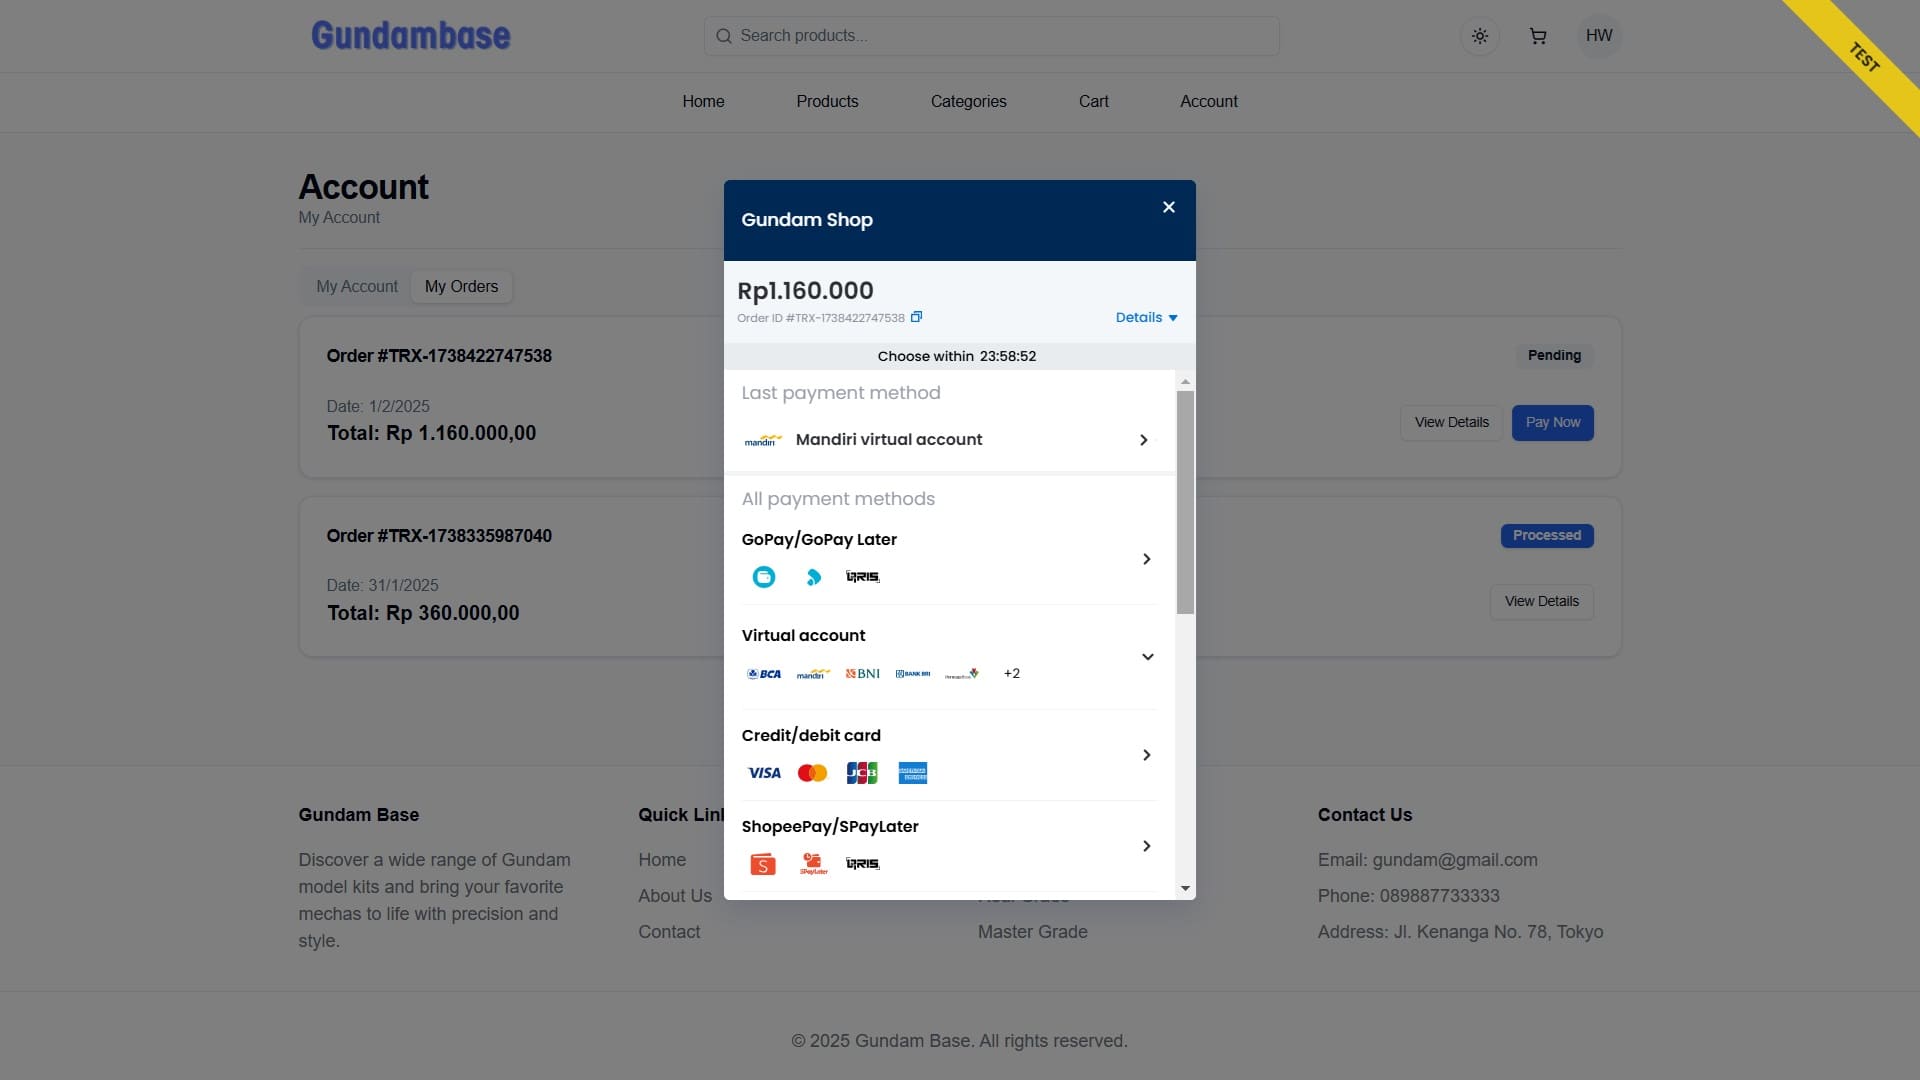 Gundambase
Search products...
HW
TEST
Home
Products
Categories
Cart
Account
Account
My Account
My Account
My Orders
Order #TRX-1738422747538
Pending
Date: 1/2/2025
Total: Rp 1.160.000,00
View Details
Pay Now
Order #TRX-1738335987040
Processed
Date: 31/1/2025
Total: Rp 360.000,00
View Details
Gundam Shop
Rp1.160.000
Order ID #TRX-1738422747538
Details
Choose within 23:58:52
Last payment method
mandiri
Mandiri virtual account
All payment methods
GoPay/GoPay Later
QRIS
Virtual account
BCA
mandiri
BNI
BANK BRI
PermataBank
+2
Credit/debit card
VISA
JCB
AMERICAN EXPRESS
ShopeePay/SPayLater
S
SPayLater
QRIS
Gundam Base
Discover a wide range of Gundam
model kits and bring your favorite
mechas to life with precision and
style.
Quick Lin
Home
About Us
Contact
Real Grade
Master Grade
Contact Us
Email: gundam@gmail.com
Phone: 089887733333
Address: Jl. Kenanga No. 78, Tokyo
© 2025 Gundam Base. All rights reserved.